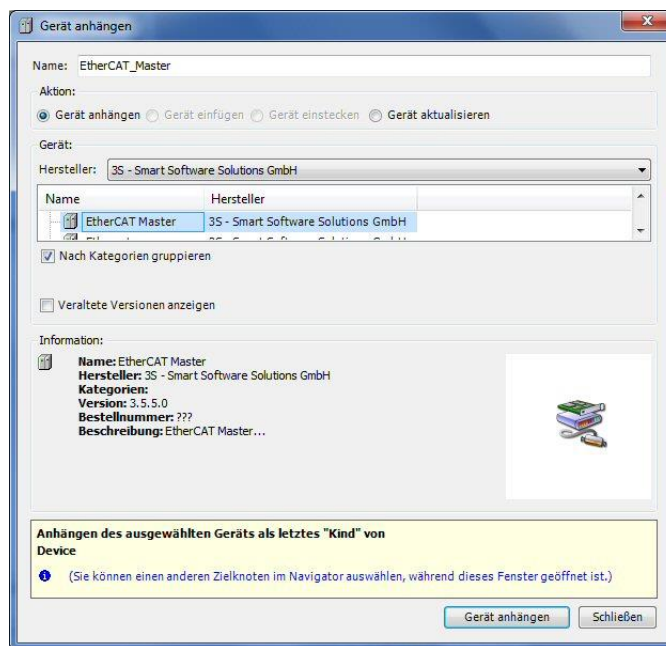 Gerät anhängen
Name: EtherCAT_Master
Aktion:
Gerät anhängen Gerät einfügen Gerät einstecken Gerät aktualisieren
Gerät:
Hersteller: 3S - Smart Software Solutions GmbH
Name Hersteller
EtherCAT Master 3S - Smart Software Solutions GmbH
Nach Kategorien gruppieren
Veraltete Versionen anzeigen
Information:
Name: EtherCAT Master
Hersteller: 3S - Smart Software Solutions GmbH
Kategorien:
Version: 3.5.5.0
Bestellnummer: ???
Beschreibung: EtherCAT Master...
Anhängen des ausgewählten Geräts als letztes "Kind" von
Device
(Sie können einen anderen Zielknoten im Navigator auswählen, während dieses Fenster geöffnet ist.)
Gerät anhängen Schließen